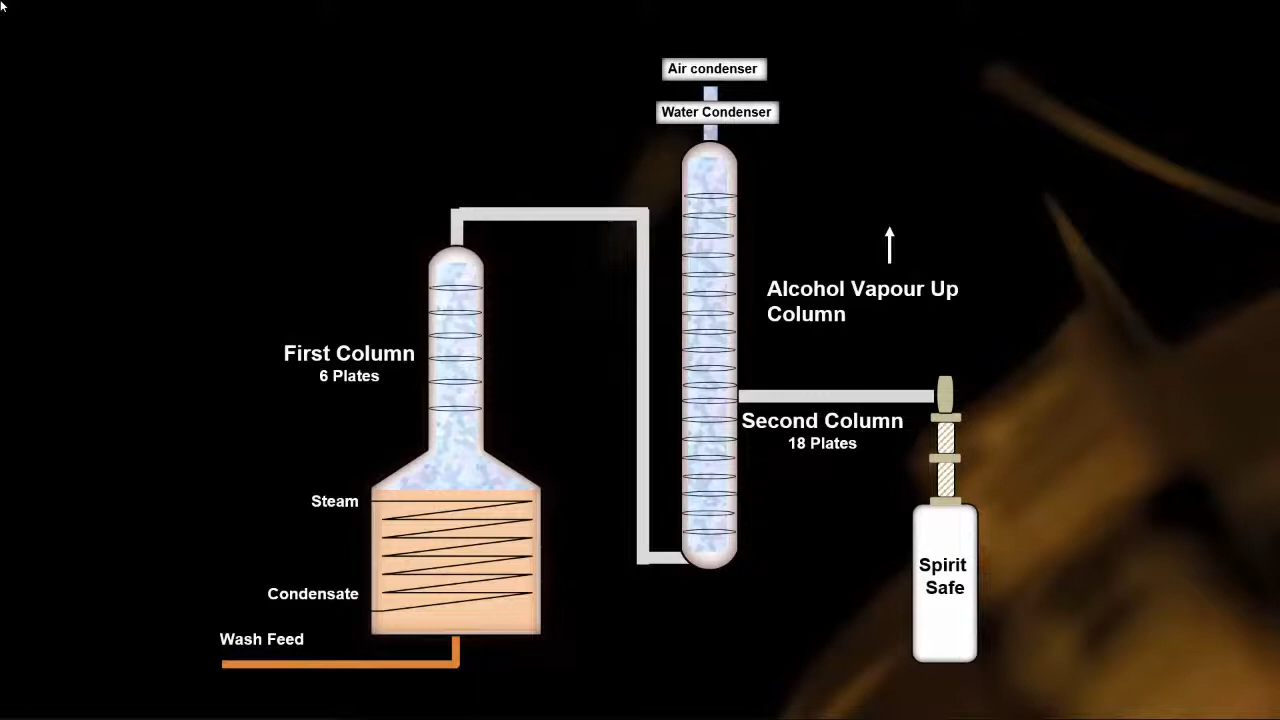 Air condenser
Water Condenser
Alcohol Vapour Up
Column
First Column
6 Plates
Second Column
18 Plates
Steam
Condensate
Wash Feed
Spirit
Safe